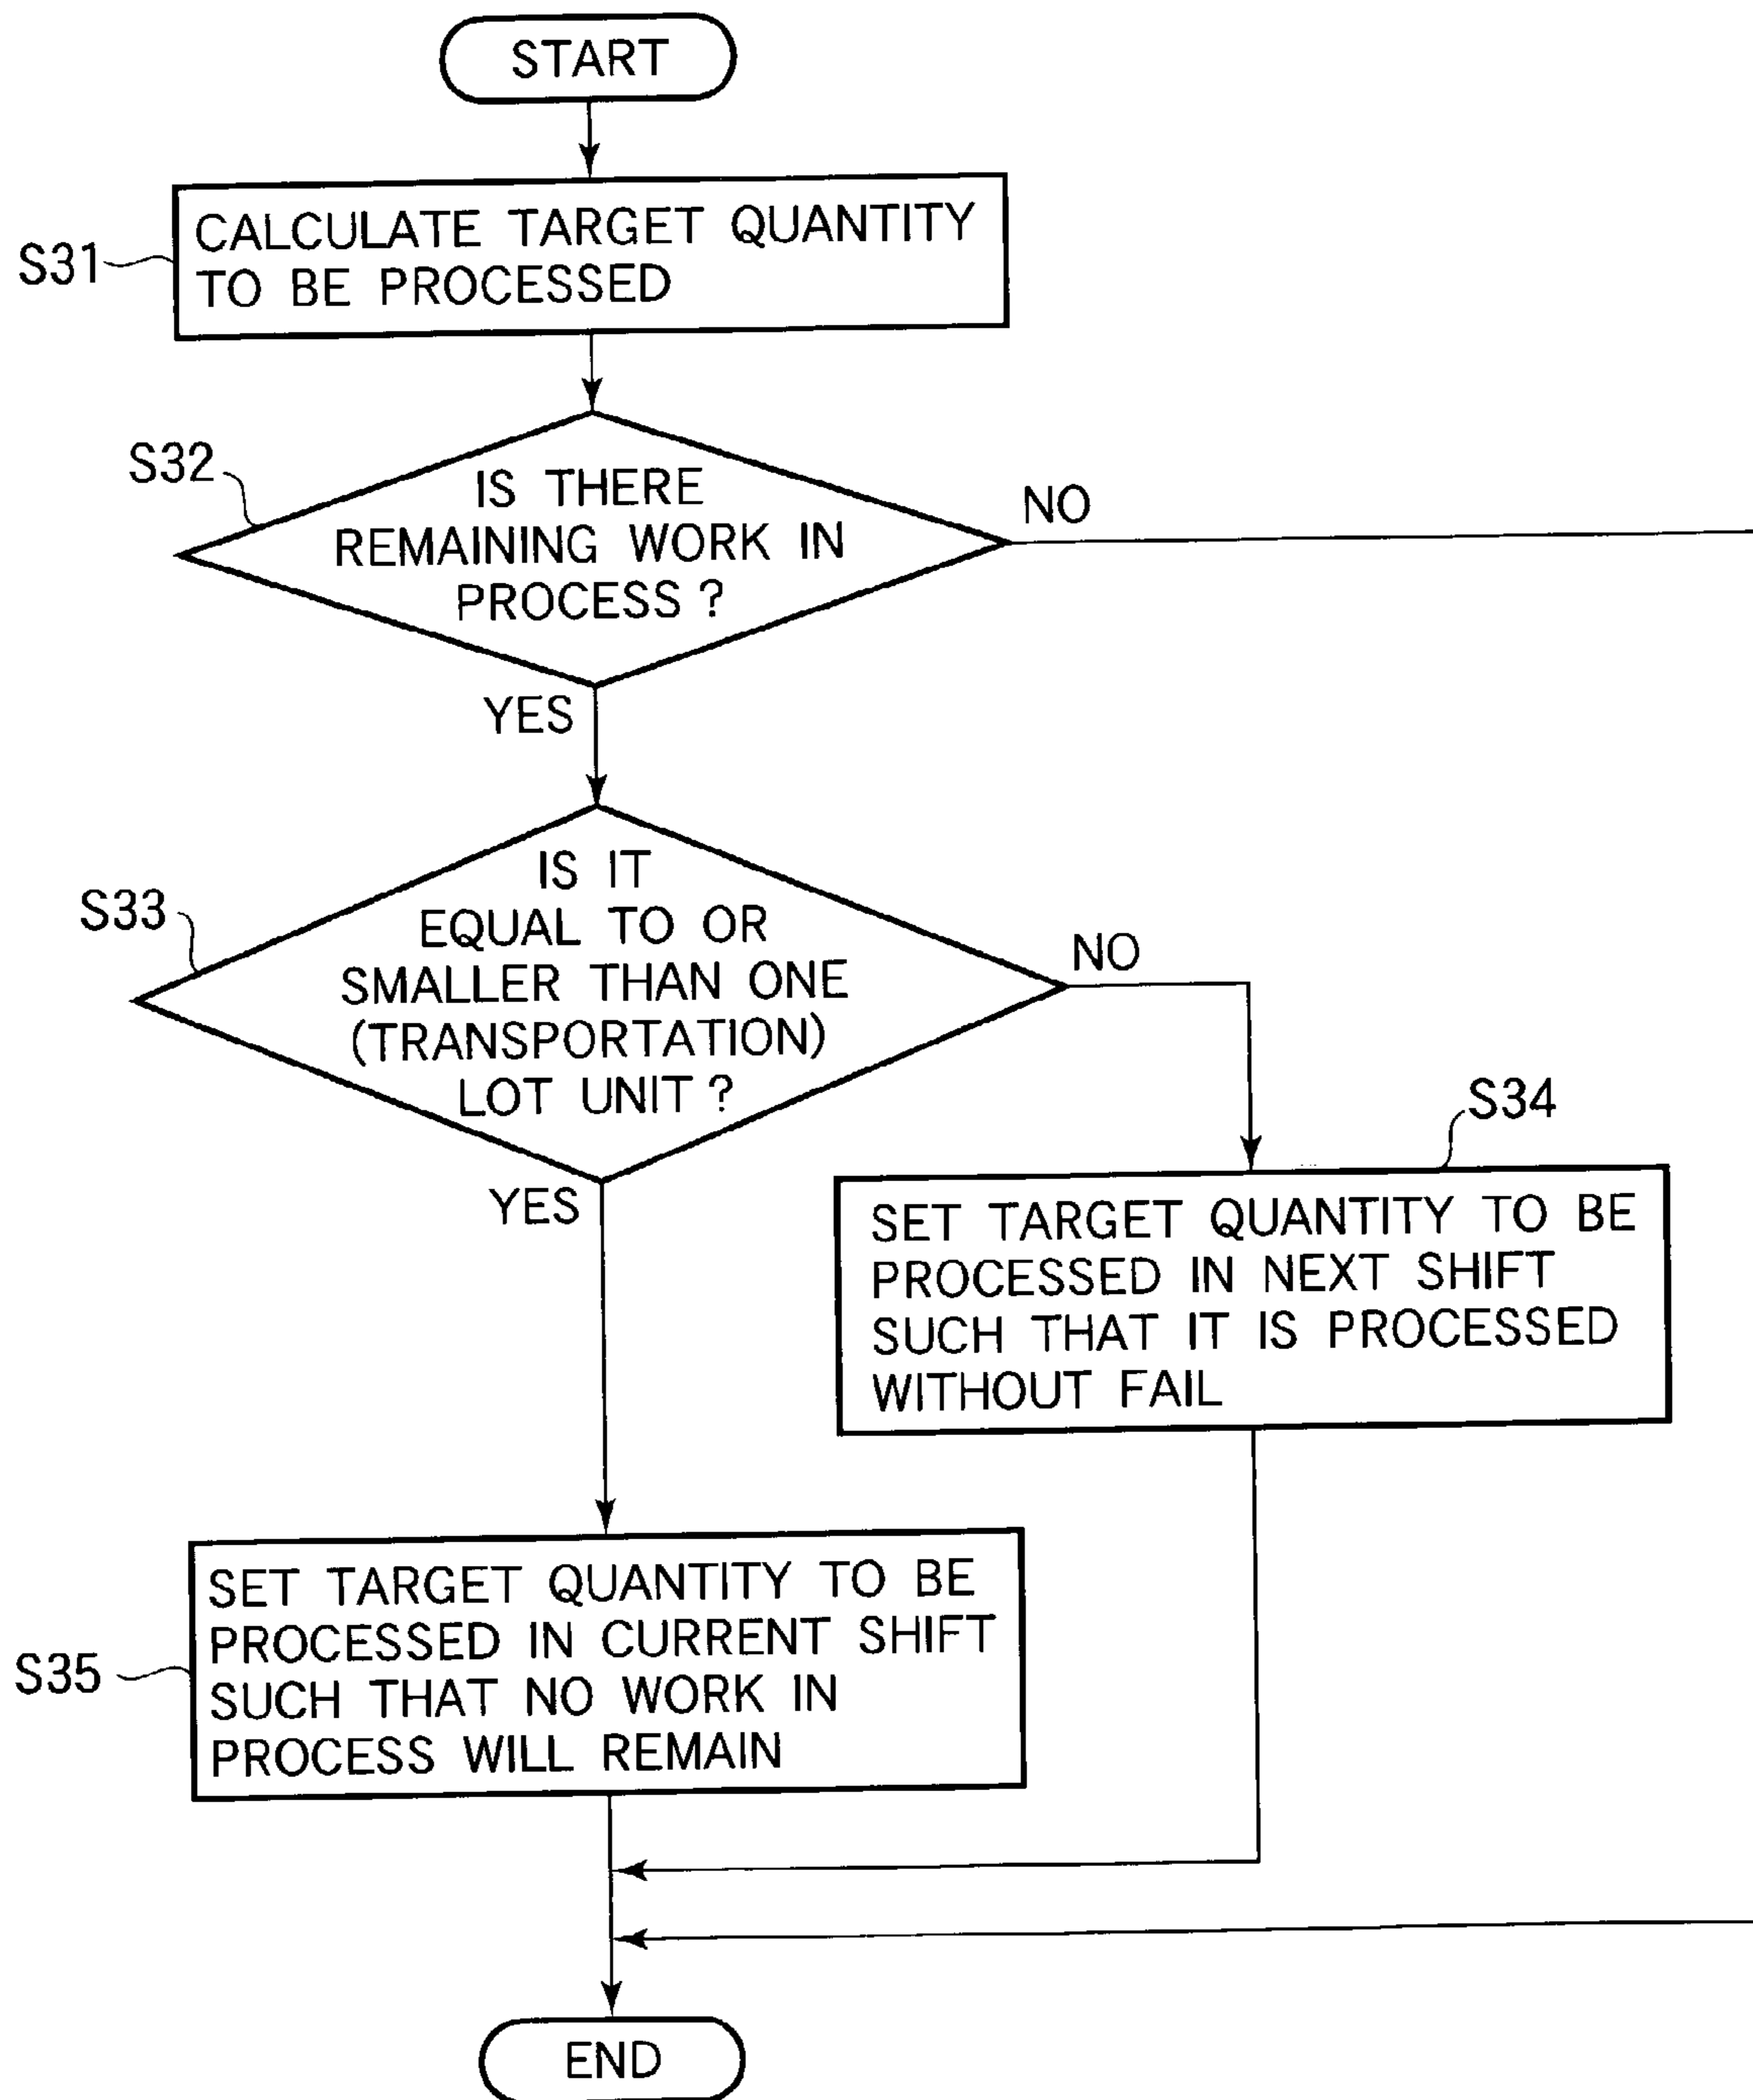 START
S31
CALCULATE TARGET QUANTITY
TO BE PROCESSED
S32
IS THERE
REMAINING WORK IN
PROCESS ?
NO
YES
S33
IS IT
EQUAL TO OR
SMALLER THAN ONE
(TRANSPORTATION)
LOT UNIT ?
NO
YES
S34
SET TARGET QUANTITY TO BE
PROCESSED IN NEXT SHIFT
SUCH THAT IT IS PROCESSED
WITHOUT FAIL
S35
SET TARGET QUANTITY TO BE
PROCESSED IN CURRENT SHIFT
SUCH THAT NO WORK IN
PROCESS WILL REMAIN
END